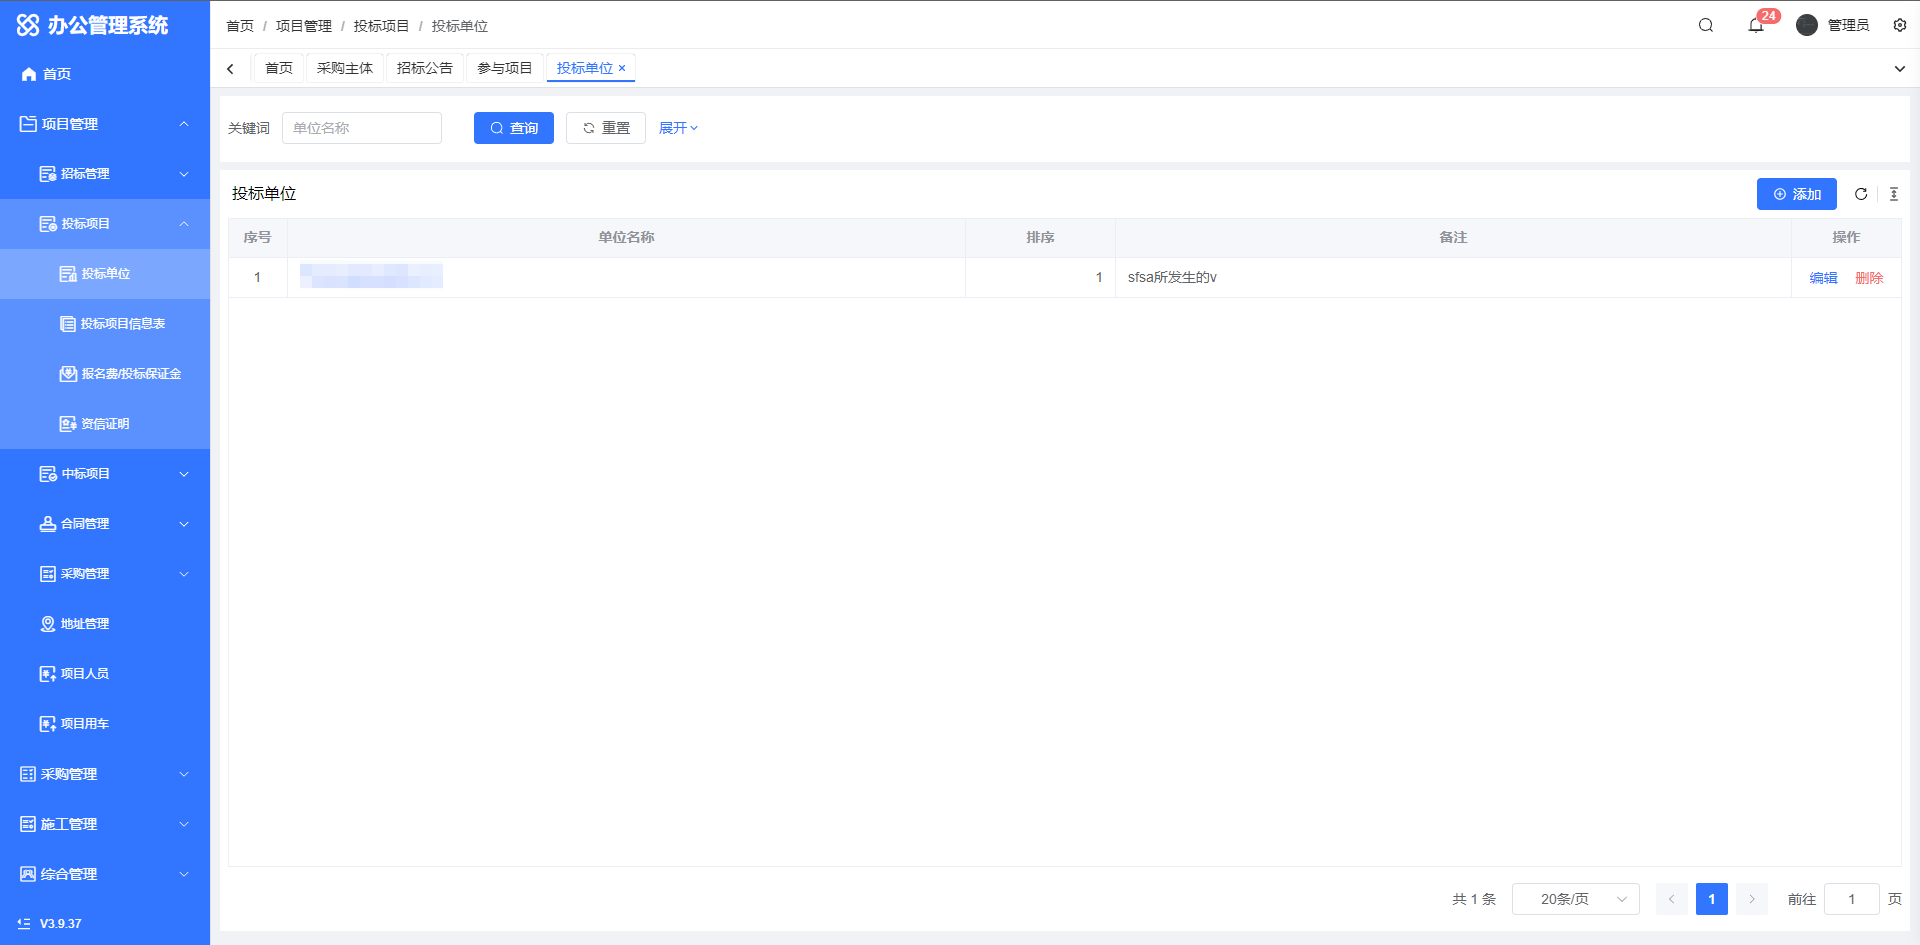 办公管理系统
首页
项目管理
招标管理
投标项目
投标单位
投标项目信息表
报名费/投标保证金
资信证明
中标项目
合同管理
采购管理
地址管理
项目人员
项目用车
采购管理
施工管理
综合管理
V3.9.37
首页 / 项目管理 / 投标项目 / 投标单位
24
管理员
首页 采购主体 招标公告 参与项目 投标单位 ×
关键词 单位名称 查询 重置 展开
投标单位
添加
序号 单位名称 排序 备注 操作
1 1 sfsa所发生的v 编辑 删除
共 1 条 20条/页 1 前往 1 页